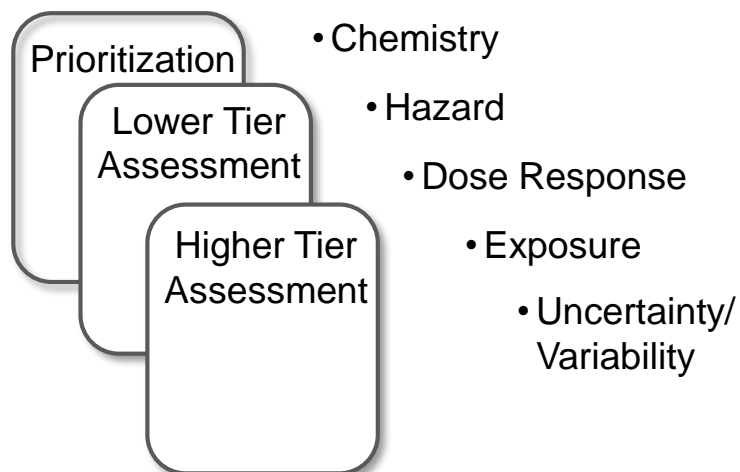 Prioritization
Lower Tier
Assessment
Higher Tier
Assessment
• Chemistry
• Hazard
• Dose Response
• Exposure
• Uncertainty/
Variability